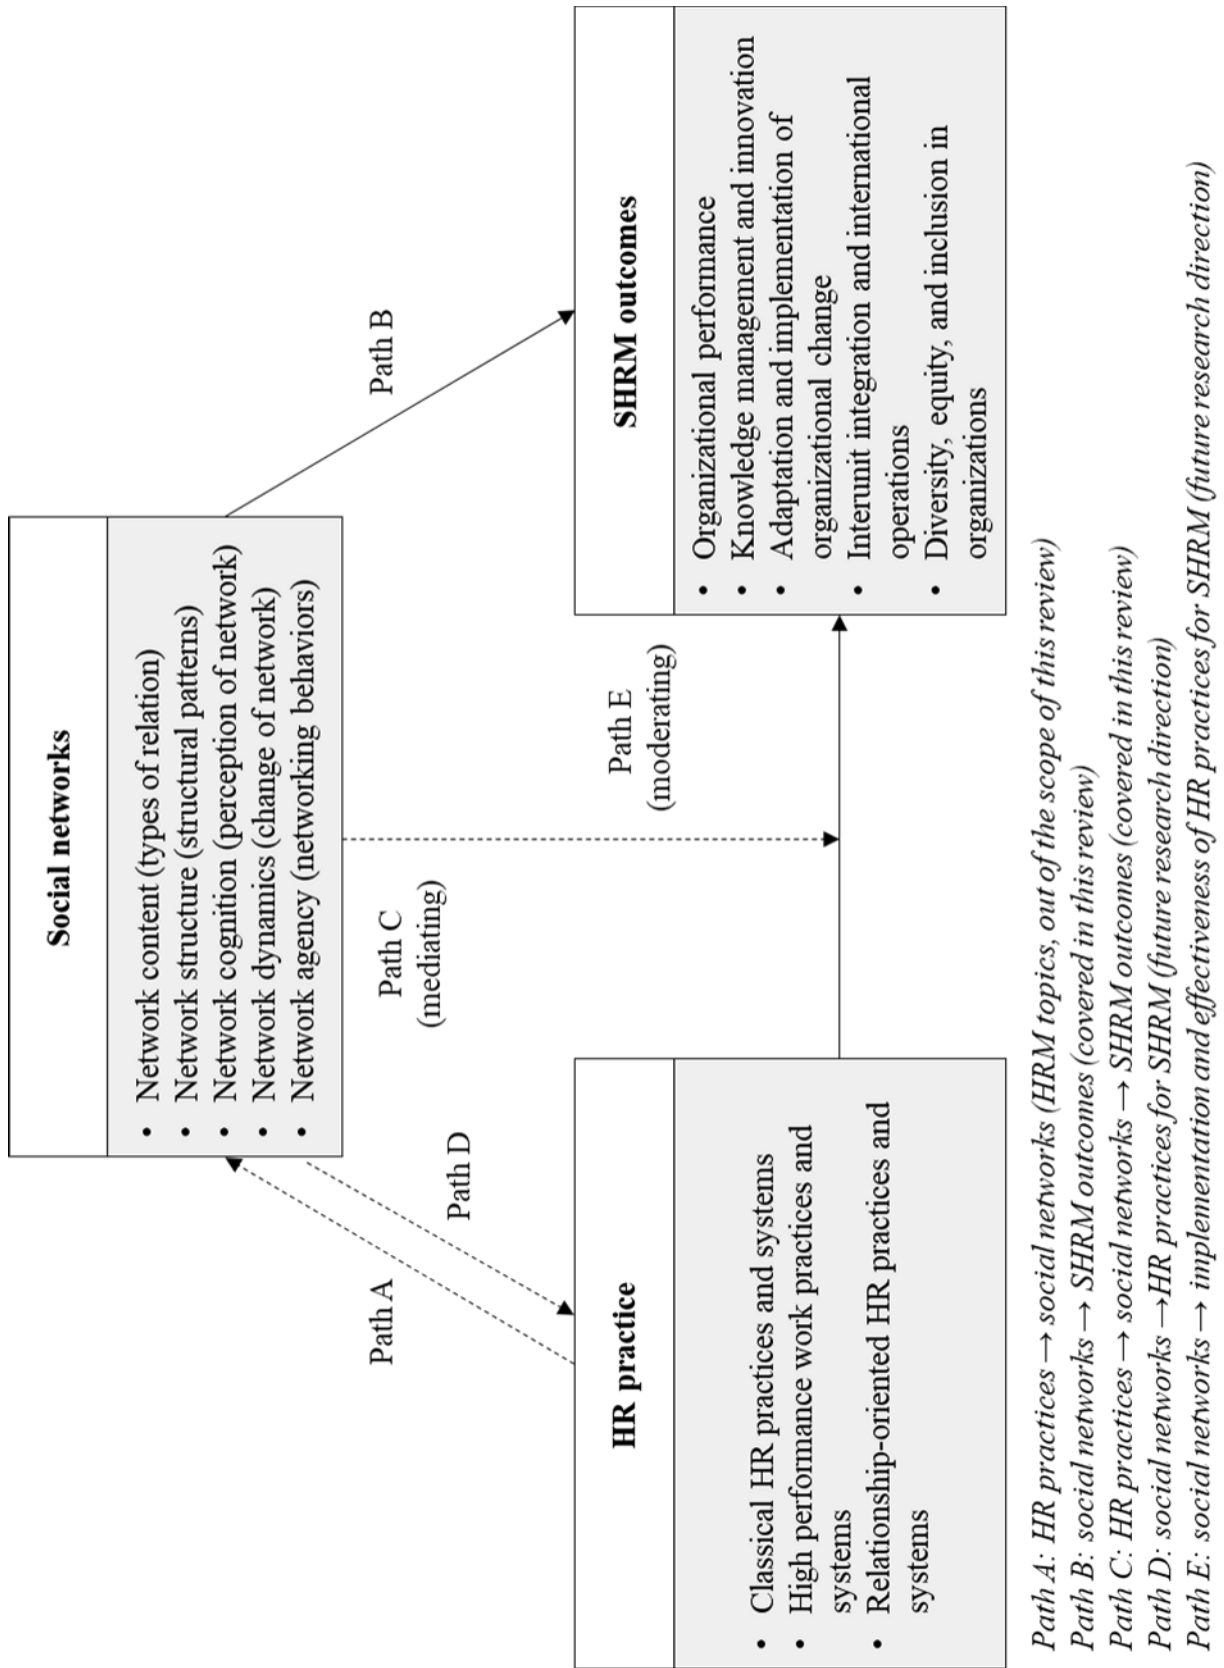 Social networks
• Network content (types of relation)
• Network structure (structural patterns)
• Network cognition (perception of network)
• Network dynamics (change of network)
• Network agency (networking behaviors)
Path A
Path D
Path C
(mediating)
Path E
(moderating)
Path B
HR practice
• Classical HR practices and systems
• High performance work practices and
systems
• Relationship-oriented HR practices and
systems
SHRM outcomes
• Organizational performance
• Knowledge management and innovation
• Adaptation and implementation of
organizational change
• Interunit integration and international
operations
• Diversity, equity, and inclusion in
organizations
Path A: HR practices → social networks (HRM topics, out of the scope of this review)
Path B: social networks → SHRM outcomes (covered in this review)
Path C: HR practices → social networks → SHRM outcomes (covered in this review)
Path D: social networks →HR practices for SHRM (future research direction)
Path E: social networks → implementation and effectiveness of HR practices for SHRM (future research direction)